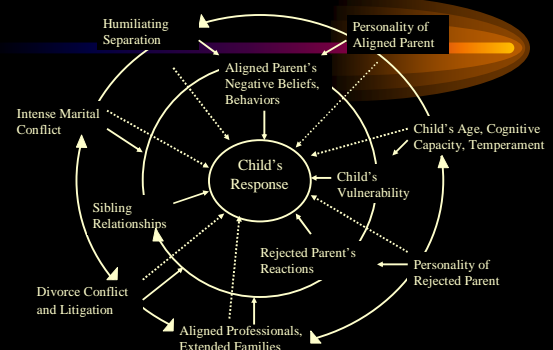 Humiliating
Separation
Personality of
Aligned Parent
Aligned Parent's
Negative Beliefs,
Behaviors
Intense Marital
Conflict
Child's Age, Cognitive
Capacity, Temperament
Child's
Response
Child's
Vulnerability
Sibling
Relationships
Rejected Parent's
Reactions
Personality of
Rejected Parent
Divorce Conflict
and Litigation
Aligned Professionals,
Extended Families